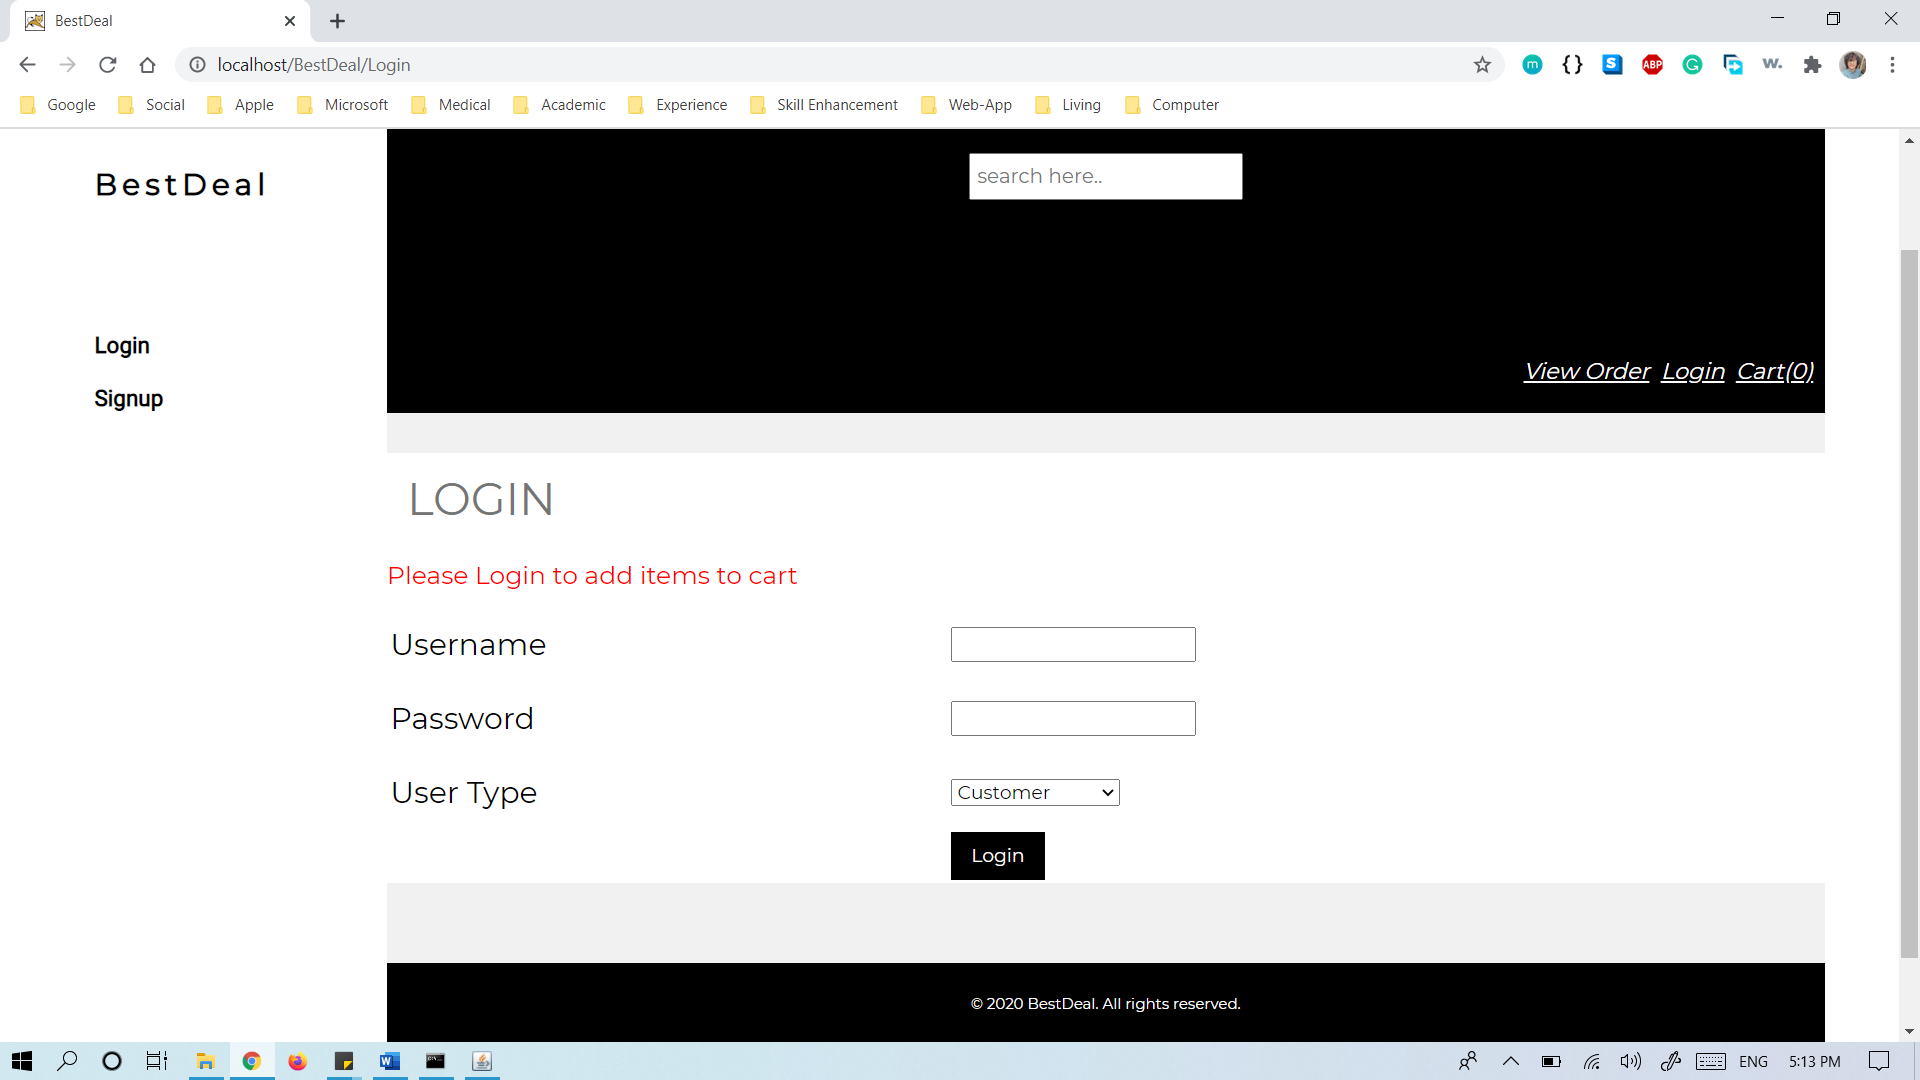 BestDeal
localhost/BestDeal/Login
m {} S ABP G w.
Google Social Apple Microsoft Medical Academic Experience Skill Enhancement Web-App Living Computer
BestDeal
search here..
Login
Signup
View Order Login Cart(0)
LOGIN
Please Login to add items to cart
Username
Password
User Type Customer
Login
© 2020 BestDeal. All rights reserved.
ENG 5:13 PM